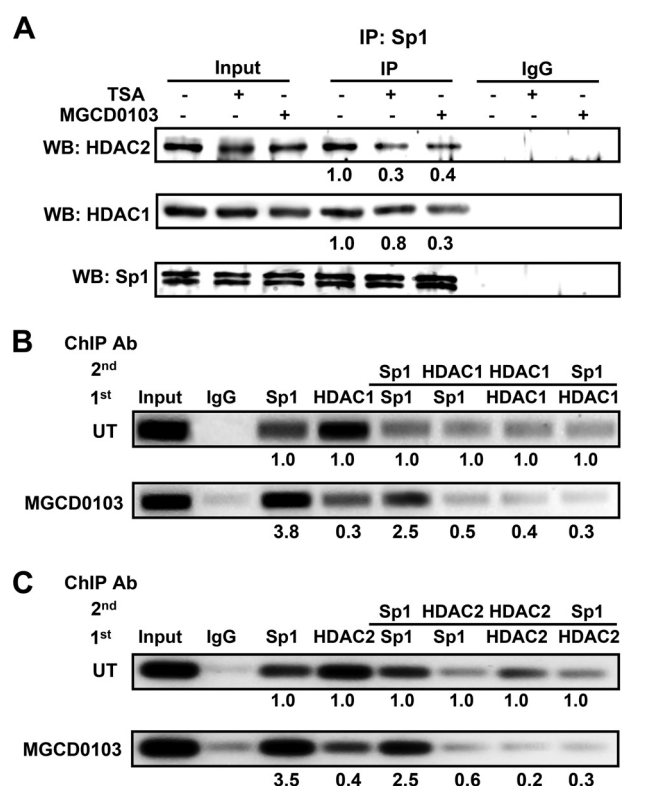 A
IP: Sp1
Input IP IgG
TSA - + - - + - - + -
MGCD0103 - - + - - + - - +
WB: HDAC2
1.0 0.3 0.4
WB: HDAC1
1.0 0.8 0.3
WB: Sp1
B ChIP Ab
2nd Sp1 HDAC1 HDAC1 Sp1
1st Input IgG Sp1 HDAC1 Sp1 Sp1 HDAC1 HDAC1
UT
1.0 1.0 1.0 1.0 1.0 1.0
MGCD0103
3.8 0.3 2.5 0.5 0.4 0.3
C ChIP Ab
2nd Sp1 HDAC2 HDAC2 Sp1
1st Input IgG Sp1 HDAC2 Sp1 Sp1 HDAC2 HDAC2
UT
1.0 1.0 1.0 1.0 1.0 1.0
MGCD0103
3.5 0.4 2.5 0.6 0.2 0.3